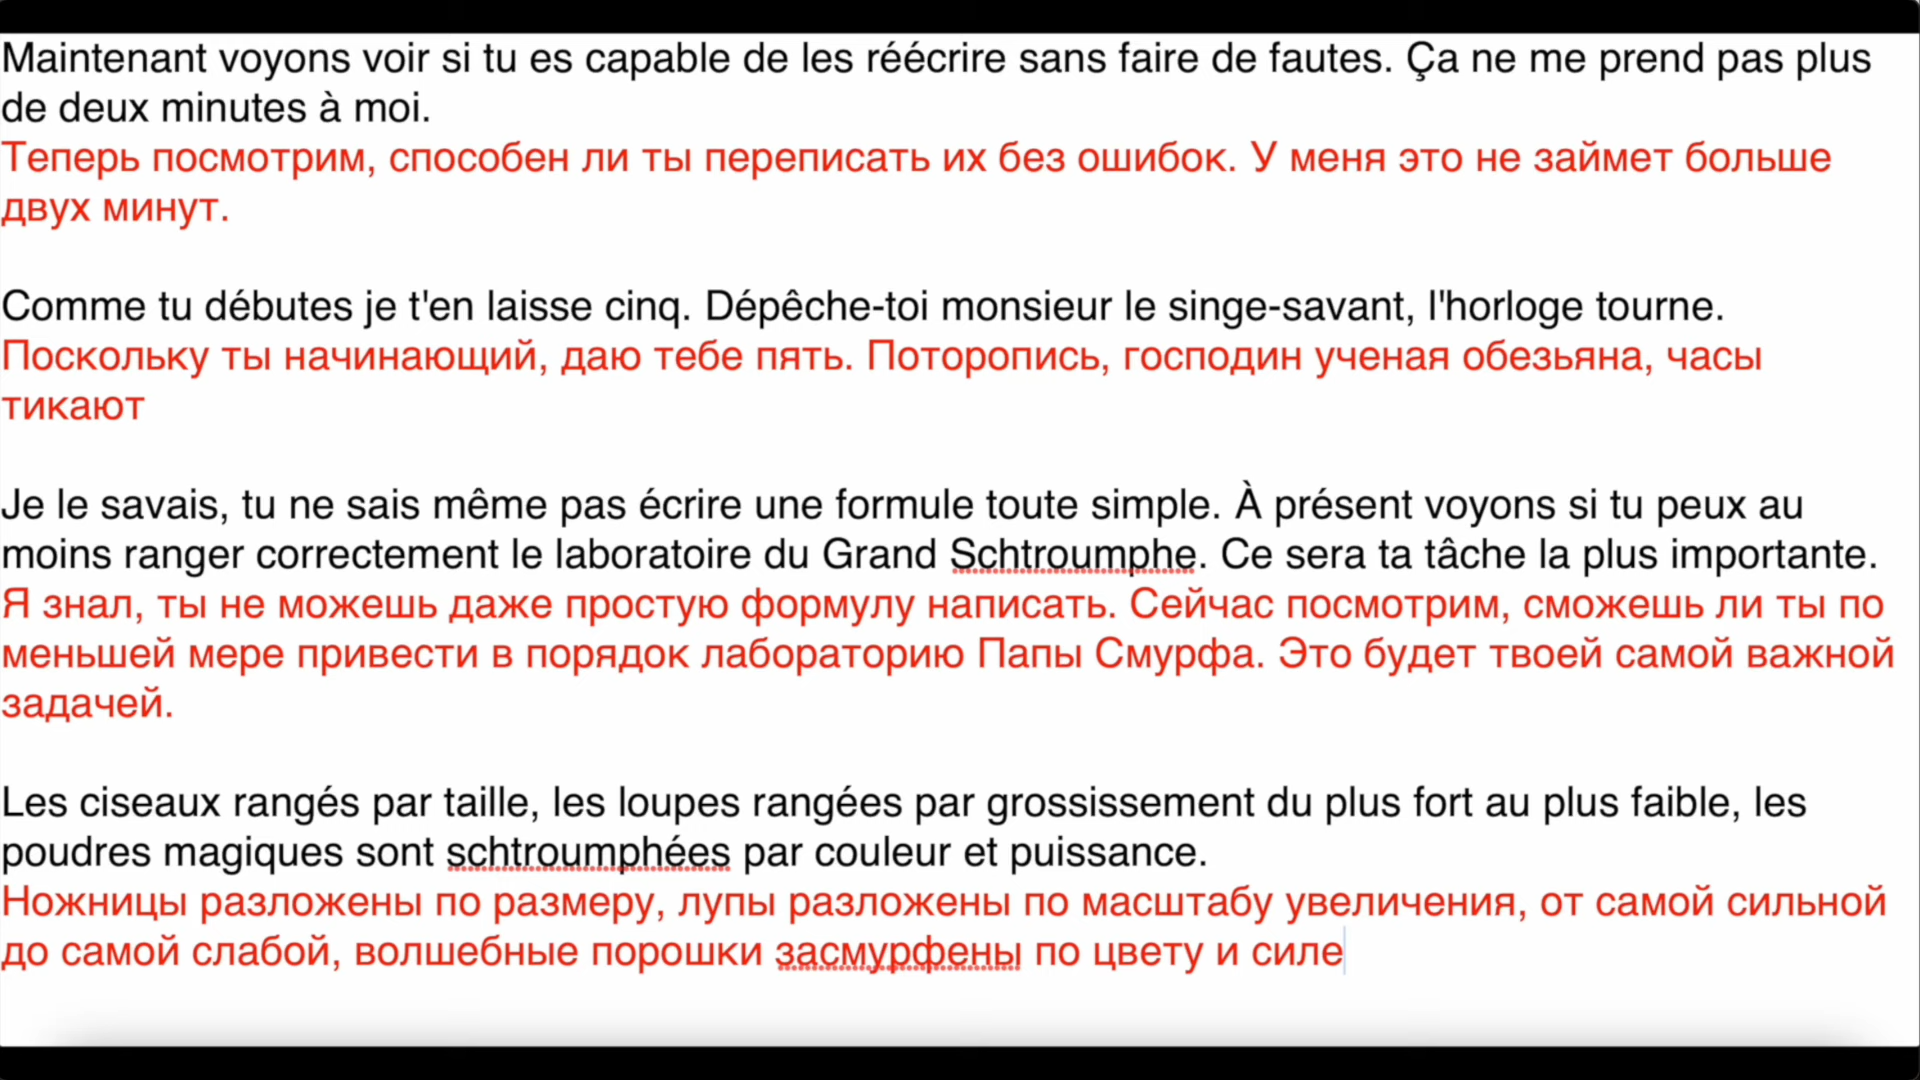 Maintenant voyons voir si tu es capable de les réécrire sans faire de fautes. Ça ne me prend pas plus
de deux minutes à moi.
Теперь посмотрим, способен ли ты переписать их без ошибок. У меня это не займет больше
двух минут.
Comme tu débutes je t'en laisse cinq. Dépêche-toi monsieur le singe-savant, l'horloge tourne.
Поскольку ты начинающий, даю тебе пять. Поторопись, господин ученая обезьяна, часы
тикают
Je le savais, tu ne sais même pas écrire une formule toute simple. À présent voyons si tu peux au
moins ranger correctement le laboratoire du Grand Schtroumphe. Ce sera ta tâche la plus importante.
Я знал, ты не можешь даже простую формулу написать. Сейчас посмотрим, сможешь ли ты по
меньшей мере привести в порядок лабораторию Папы Смурфа. Это будет твоей самой важной
задачей.
Les ciseaux rangés par taille, les loupes rangées par grossissement du plus fort au plus faible, les
poudres magiques sont schtroumphées par couleur et puissance.
Ножницы разложены по размеру, лупы разложены по масштабу увеличения, от самой сильной
до самой слабой, волшебные порошки засмурфены по цвету и силе